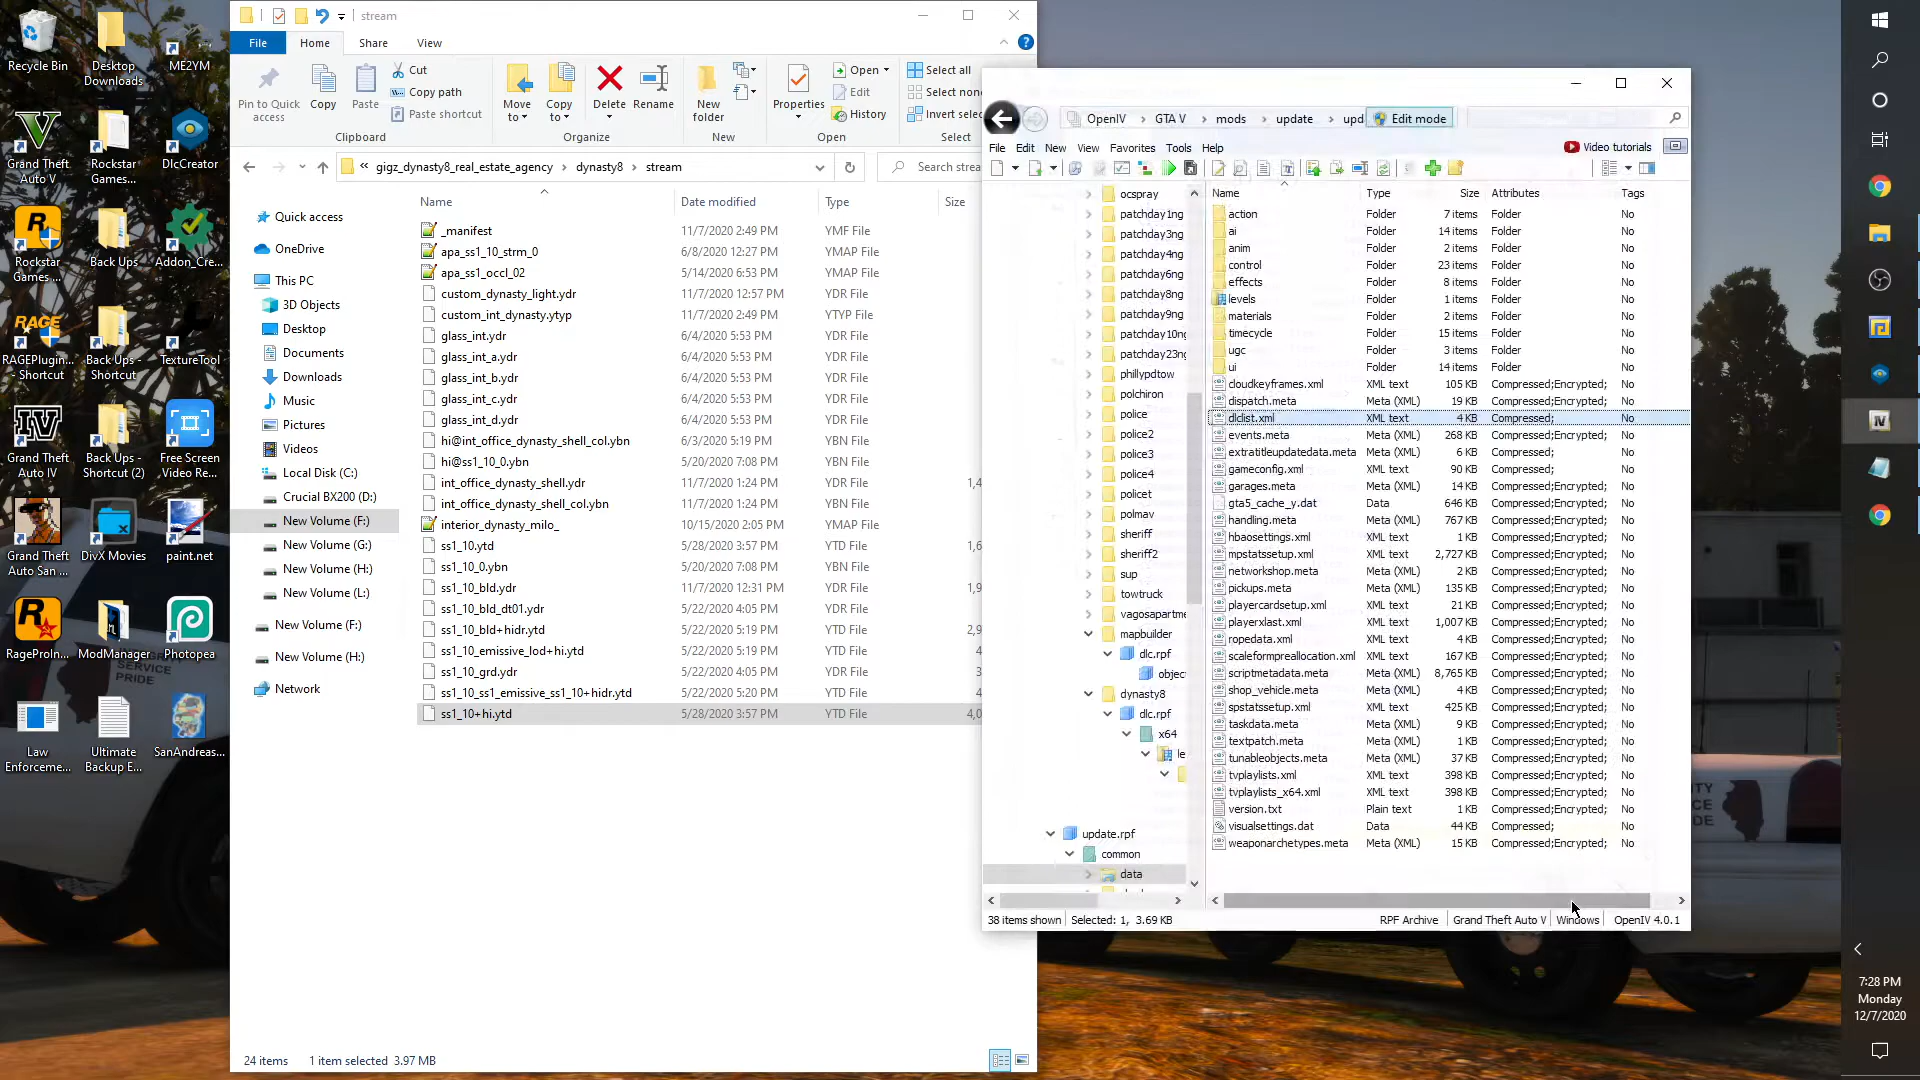 Recycle Bin
Desktop Downloads
ME2YM
Grand Theft Auto V
Rockstar Games...
DlcCreator
Rockstar Games ...
Back Ups
Addon_Cre...
RAGEPlugin... - Shortcut
Back Ups - Shortcut
TextureTool
Grand Theft Auto IV
Back Ups - Shortcut (2)
Free Screen Video Re...
Grand Theft Auto San ...
DivX Movies
paint.net
RageProIn...
ModManager
Photopea
Law Enforceme...
Ultimate Backup E...
SanAndreas...
stream
File Home Share View
Pin to Quick access
Copy
Paste
Cut
Copy path
Paste shortcut
Clipboard
Move to
Copy to
Delete
Rename
Organize
New folder
New
Properties
Open
Edit
History
Open
Select all
Select none
Invert selec
Select
« gigz_dynasty8_real_estate_agency > dynasty8 > stream
Search strea
Quick access
OneDrive
This PC
3D Objects
Desktop
Documents
Downloads
Music
Pictures
Videos
Local Disk (C:)
Crucial BX200 (D:)
New Volume (F:)
New Volume (G:)
New Volume (H:)
New Volume (L:)
New Volume (F:)
New Volume (H:)
Network
Name Date modified Type Size
_manifest 11/7/2020 2:49 PM YMF File
apa_ss1_10_strm_0 6/8/2020 12:27 PM YMAP File
apa_ss1_occl_02 5/14/2020 6:53 PM YMAP File
custom_dynasty_light.ydr 11/7/2020 12:57 PM YDR File
custom_int_dynasty.ytyp 11/7/2020 2:49 PM YTYP File
glass_int.ydr 6/4/2020 5:53 PM YDR File
glass_int_a.ydr 6/4/2020 5:53 PM YDR File
glass_int_b.ydr 6/4/2020 5:53 PM YDR File
glass_int_c.ydr 6/4/2020 5:53 PM YDR File
glass_int_d.ydr 6/4/2020 5:53 PM YDR File
hi@int_office_dynasty_shell_col.ybn 6/3/2020 5:19 PM YBN File
hi@ss1_10_0.ybn 5/20/2020 7:08 PM YBN File
int_office_dynasty_shell.ydr 11/7/2020 1:24 PM YDR File 1,4
int_office_dynasty_shell_col.ybn 11/7/2020 1:24 PM YBN File
interior_dynasty_milo_ 10/15/2020 2:05 PM YMAP File
ss1_10.ytd 5/28/2020 3:57 PM YTD File 1,6
ss1_10_0.ybn 5/20/2020 7:08 PM YBN File
ss1_10_bld.ydr 11/7/2020 12:31 PM YDR File 1,9
ss1_10_bld_dt01.ydr 5/22/2020 4:05 PM YDR File
ss1_10_bld+hidr.ytd 5/22/2020 5:19 PM YTD File 2,9
ss1_10_emissive_lod+hi.ytd 5/22/2020 5:19 PM YTD File 4
ss1_10_grd.ydr 5/22/2020 4:05 PM YDR File 3
ss1_10_ss1_emissive_ss1_10+hidr.ytd 5/22/2020 5:20 PM YTD File 4
ss1_10+hi.ytd 5/28/2020 3:57 PM YTD File 4,0
24 items 1 item selected 3.97 MB
OpenIV > GTA V > mods > update > upd Edit mode
File Edit New View Favorites Tools Help Video tutorials
ocspray
patchday1ng
patchday3ng
patchday4ng
patchday6ng
patchday8ng
patchday9ng
patchday10ng
patchday23ng
phillypdtow
polchiron
police
police2
police3
police4
policet
polmav
sheriff
sheriff2
sup
towtruck
vagosapartme
mapbuilder
dlc.rpf
objec
dynasty8
dlc.rpf
x64
le
update.rpf
common
data
Name Type Size Attributes Tags
action Folder 7 items Folder No
ai Folder 14 items Folder No
anim Folder 2 items Folder No
control Folder 23 items Folder No
effects Folder 8 items Folder No
levels Folder 1 items Folder No
materials Folder 2 items Folder No
timecycle Folder 15 items Folder No
ugc Folder 3 items Folder No
ui Folder 14 items Folder No
cloudkeyframes.xml XML text 105 KB Compressed;Encrypted; No
dispatch.meta Meta (XML) 19 KB Compressed;Encrypted; No
dlclist.xml XML text 4 KB Compressed; No
events.meta Meta (XML) 268 KB Compressed;Encrypted; No
extratitleupdatedata.meta Meta (XML) 6 KB Compressed; No
gameconfig.xml XML text 90 KB Compressed; No
garages.meta Meta (XML) 14 KB Compressed;Encrypted; No
gta5_cache_y.dat Data 646 KB Compressed;Encrypted; No
handling.meta Meta (XML) 767 KB Compressed;Encrypted; No
hbaosettings.xml XML text 1 KB Compressed;Encrypted; No
mpstatssetup.xml XML text 2,727 KB Compressed;Encrypted; No
networkshop.meta Meta (XML) 2 KB Compressed;Encrypted; No
pickups.meta Meta (XML) 135 KB Compressed;Encrypted; No
playercardsetup.xml XML text 21 KB Compressed;Encrypted; No
playerxlast.xml XML text 1,007 KB Compressed;Encrypted; No
ropedata.xml XML text 4 KB Compressed;Encrypted; No
scaleformpreallocation.xml XML text 167 KB Compressed;Encrypted; No
scriptmetadata.meta Meta (XML) 8,765 KB Compressed;Encrypted; No
shop_vehicle.meta Meta (XML) 4 KB Compressed;Encrypted; No
spstatssetup.xml XML text 425 KB Compressed;Encrypted; No
taskdata.meta Meta (XML) 9 KB Compressed;Encrypted; No
textpatch.meta Meta (XML) 1 KB Compressed;Encrypted; No
tunableobjects.meta Meta (XML) 37 KB Compressed;Encrypted; No
tvplaylists.xml XML text 398 KB Compressed;Encrypted; No
tvplaylists_x64.xml XML text 398 KB Compressed;Encrypted; No
version.txt Plain text 1 KB Compressed;Encrypted; No
visualsettings.dat Data 44 KB Compressed; No
weaponarchetypes.meta Meta (XML) 15 KB Compressed;Encrypted; No
38 items shown Selected: 1, 3.69 KB RPF Archive Grand Theft Auto V Windows OpenIV 4.0.1
7:28 PM
Monday
12/7/2020